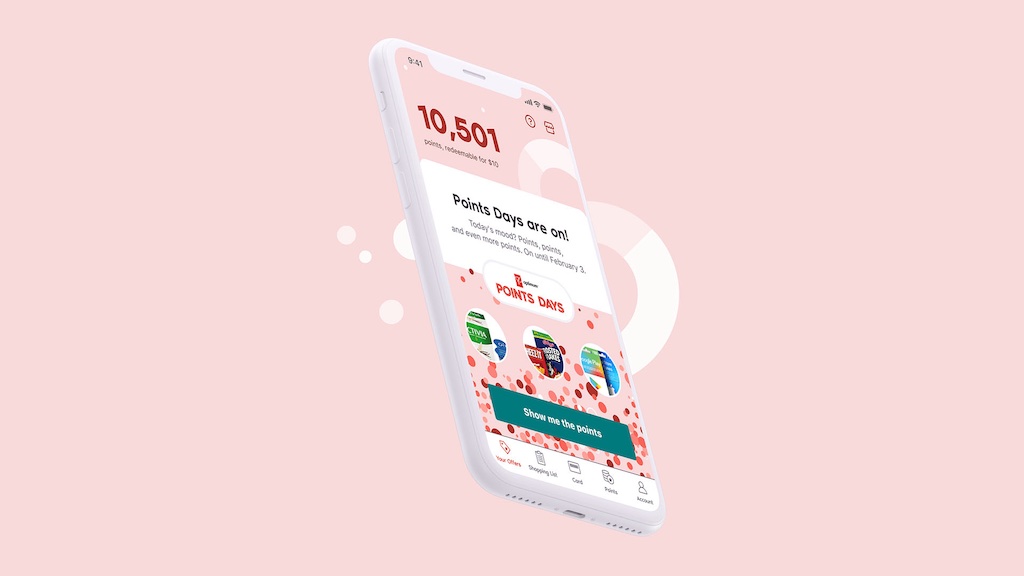 9:41
10,501
points, redeemable for $10
Points Days are on!
Today's mood? Points, points,
and even more points. On until February 3.
optimum
POINTS DAYS
Show me the points
Your Offers
Shopping List
Card
Points
Account